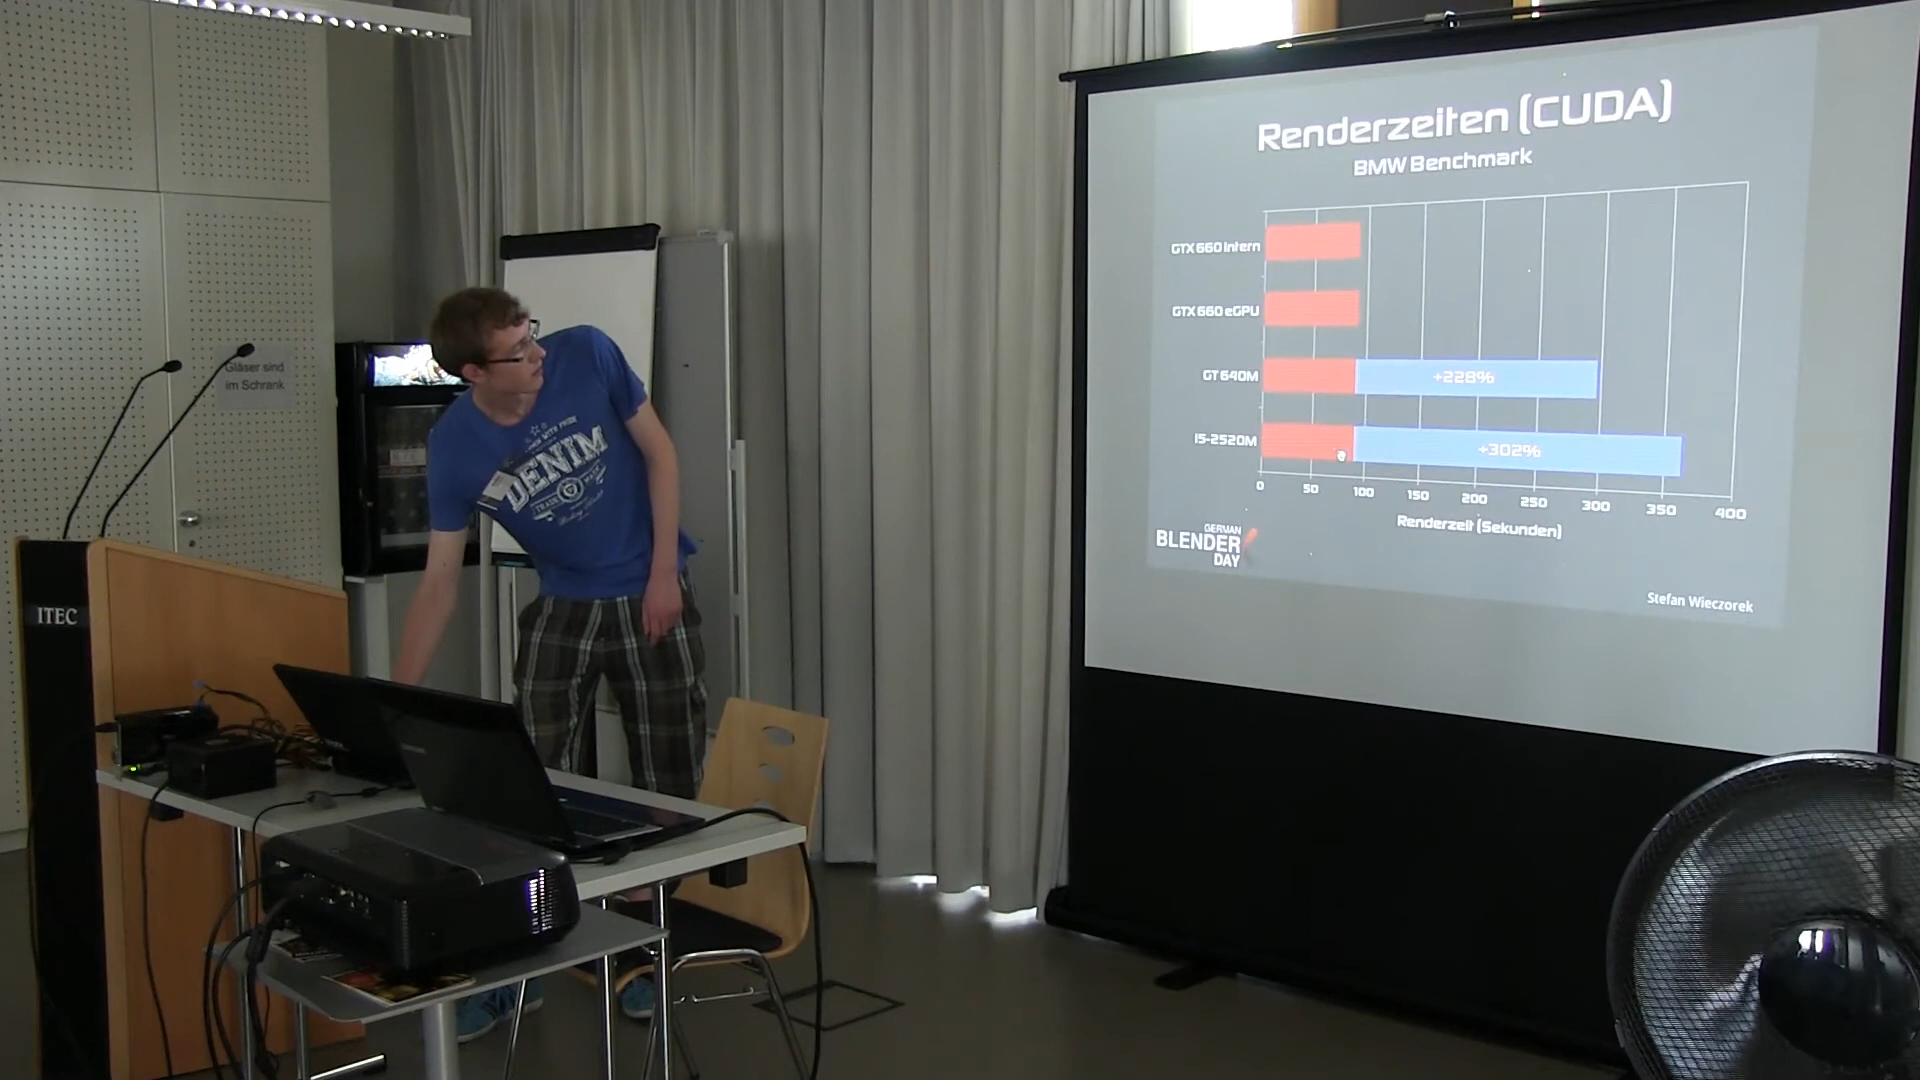 Renderzeiten (CUDA)
BMW Benchmark
GTX 660 Intern
GTX 660 eGPU
GT 640M
+228%
I5-2520M
+302%
0 50 100 150 200 250 300 350 400
Renderzeit (Sekunden)
GERMAN
BLENDER
DAY
Stefan Wieczorek
Gläser sind
im Schrank
DENIM
ITEC